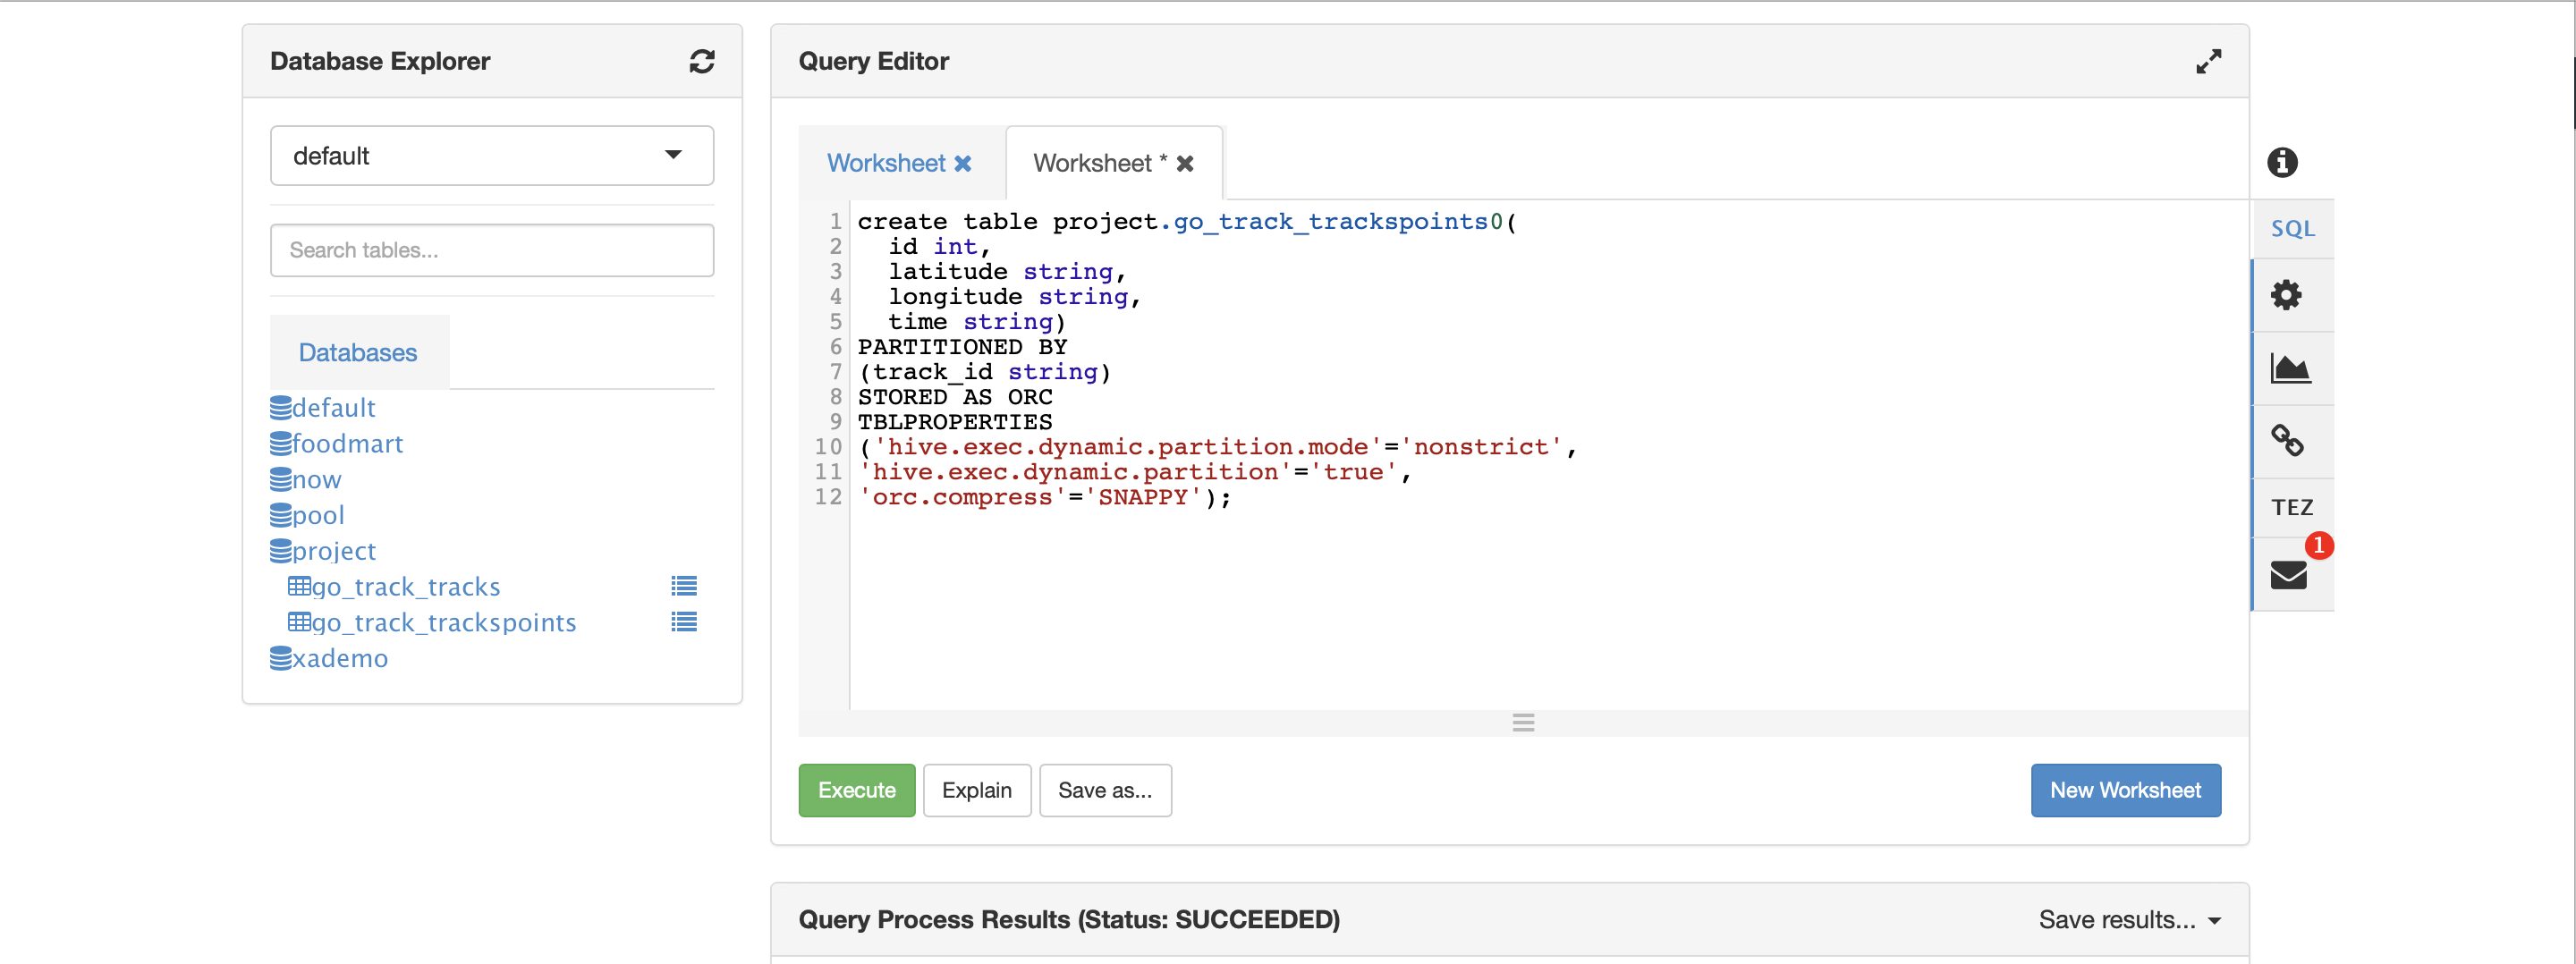 Database Explorer
default
Search tables...
Databases
default
foodmart
now
pool
project
go_track_tracks
go_track_trackspoints
xademo
Query Editor
Worksheet
Worksheet *
1 create table project.go_track_trackspoints0(
2 id int,
3 latitude string,
4 longitude string,
5 time string)
6 PARTITIONED BY
7 (track_id string)
8 STORED AS ORC
9 TBLPROPERTIES
10 ('hive.exec.dynamic.partition.mode'='nonstrict',
11 'hive.exec.dynamic.partition'='true',
12 'orc.compress'='SNAPPY');
Execute
Explain
Save as...
New Worksheet
SQL
TEZ
1
Query Process Results (Status: SUCCEEDED)
Save results...